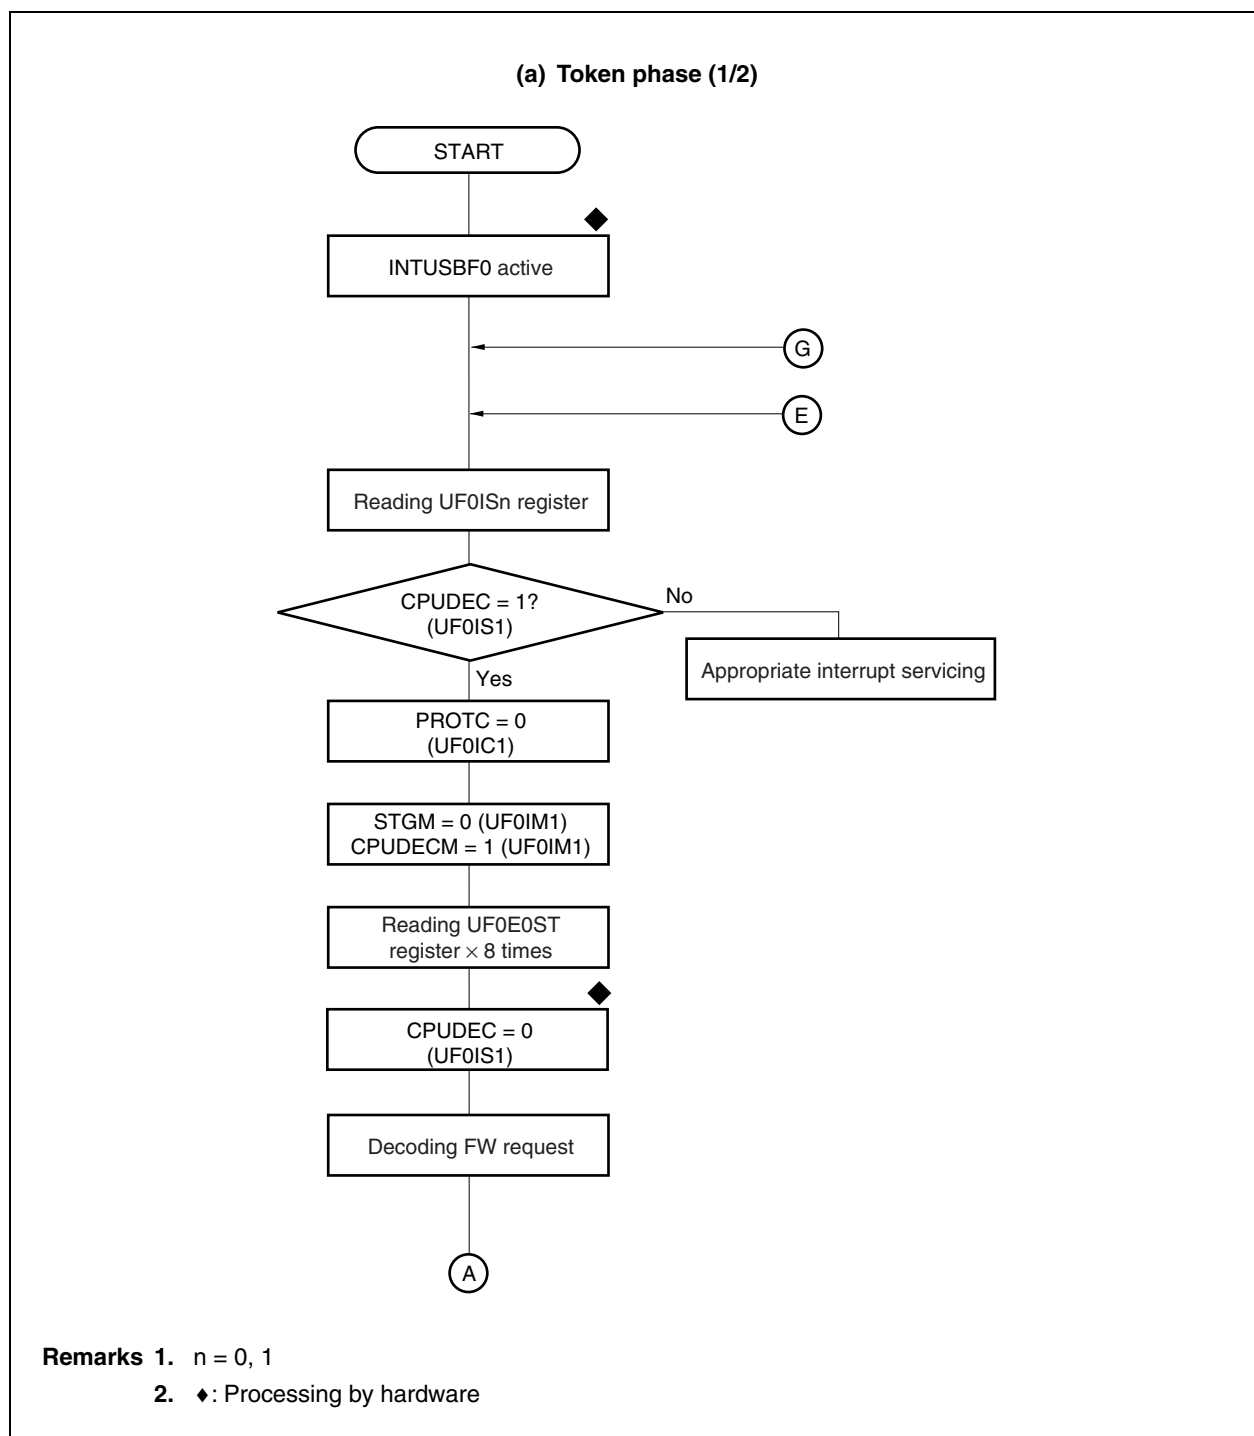 (a) Token phase (1/2)
START
◆
INTUSBF0 active
G
E
Reading UF0ISn register
CPUDEC = 1?
(UF0IS1)
No
Appropriate interrupt servicing
Yes
PROTC = 0
(UF0IC1)
STGM = 0 (UF0IM1)
CPUDECM = 1 (UF0IM1)
Reading UF0E0ST
register × 8 times
◆
CPUDEC = 0
(UF0IS1)
Decoding FW request
A
Remarks 1. n = 0, 1
2. ♦: Processing by hardware